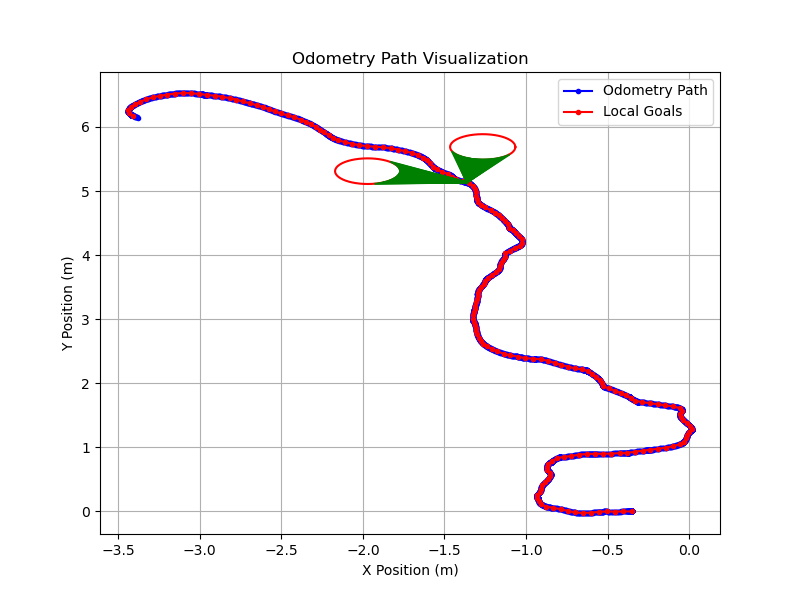 Odometry Path Visualization
Odometry Path
Local Goals
6
5
4
3
2
1
0
Y Position (m)
−3.5 −3.0 −2.5 −2.0 −1.5 −1.0 −0.5 0.0
X Position (m)